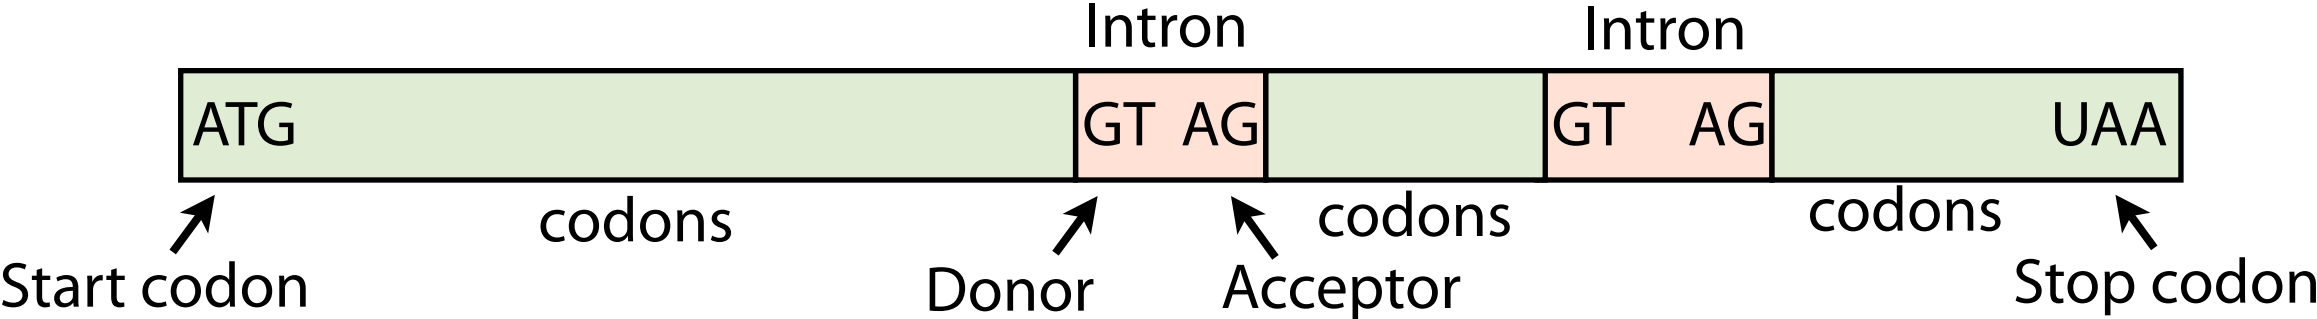 Intron Intron
ATG GT AG GT AG UAA
codons codons codons
Start codon Donor Acceptor Stop codon